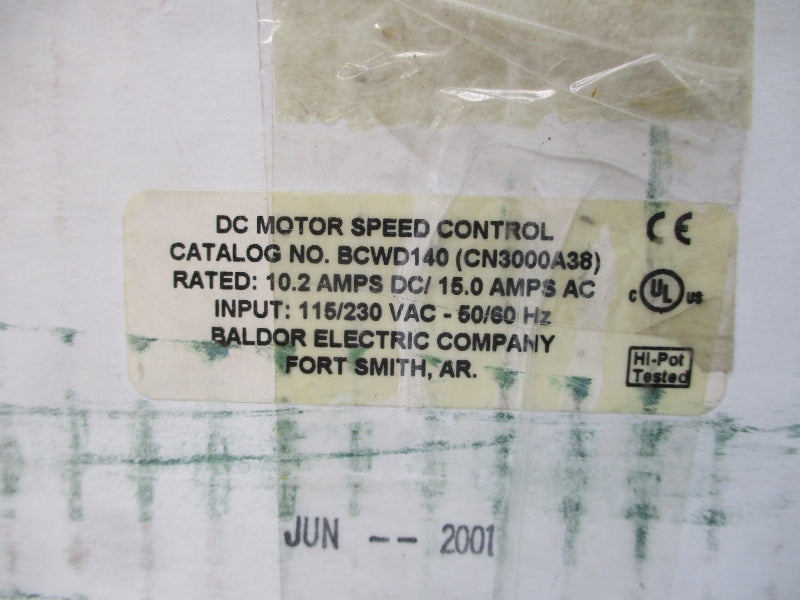 DC MOTOR SPEED CONTROL
CATALOG NO. BCWD140 (CN3000A38)
RATED: 10.2 AMPS DC/ 15.0 AMPS AC
INPUT: 115/230 VAC - 50/60 Hz
BALDOR ELECTRIC COMPANY
FORT SMITH, AR.
CE
c UL us
Hi-Pot
Tested
JUN -- 2001